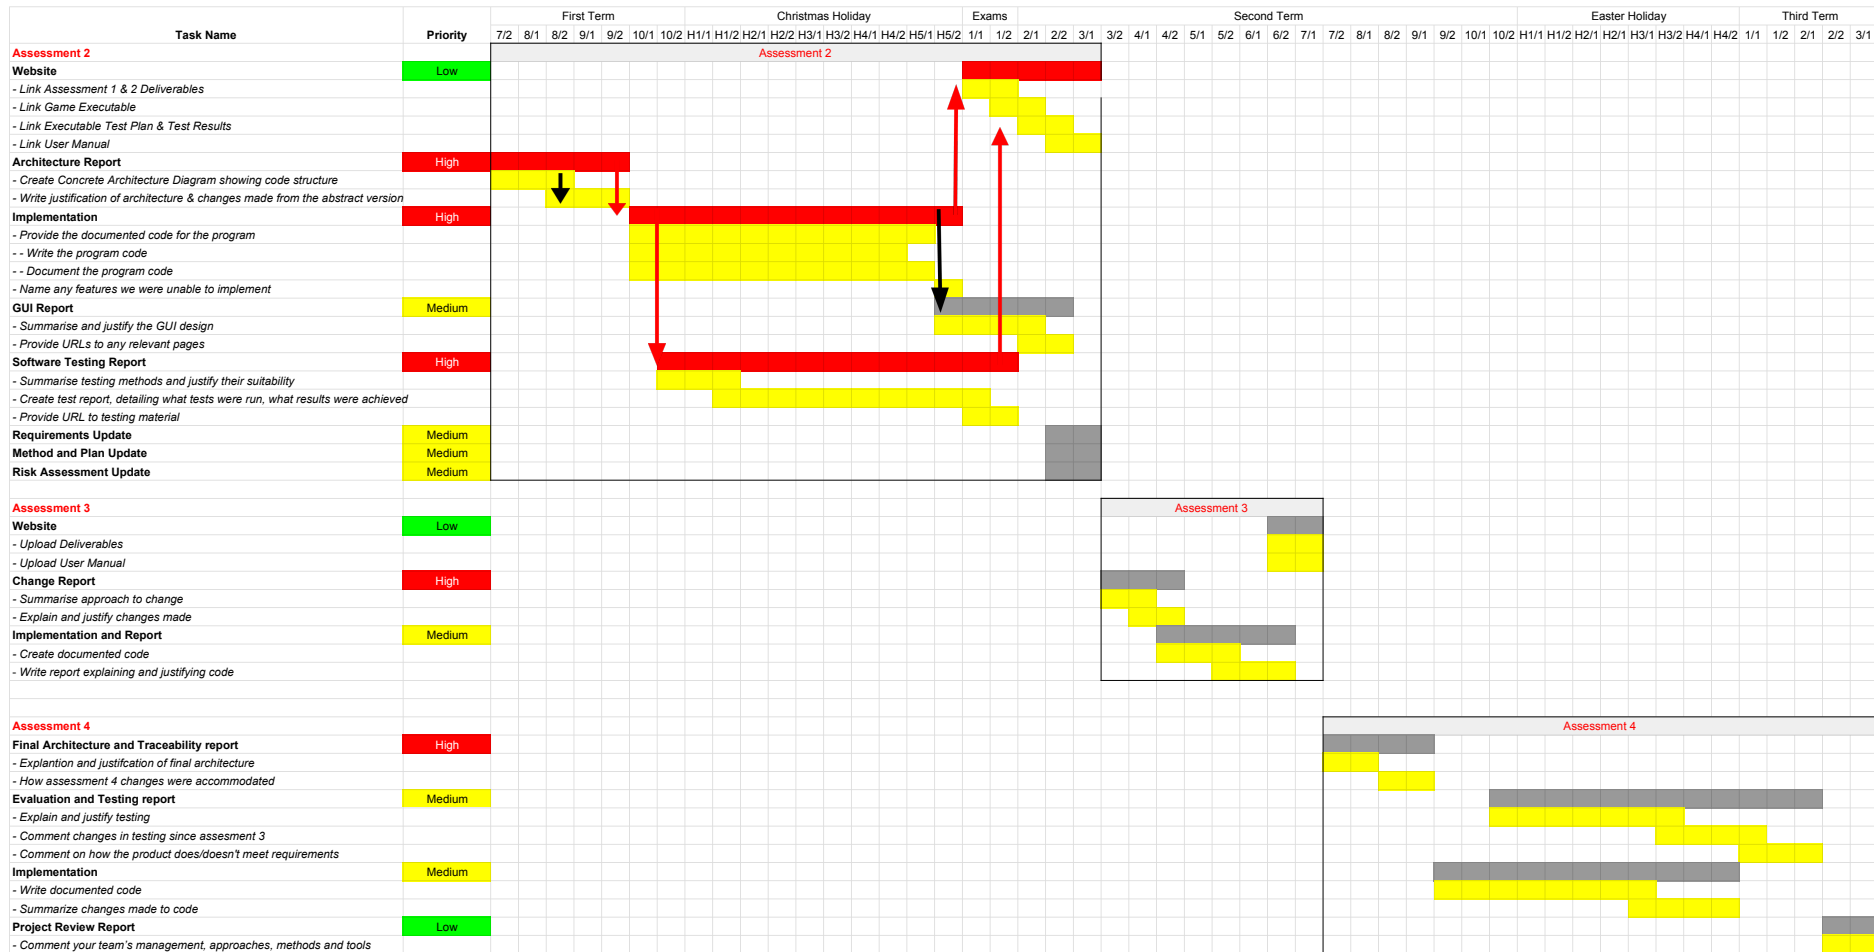 First Term Christmas Holiday Exams Second Term Easter Holiday Third Term
Task Name Priority 7/2 8/1 8/2 9/1 9/2 10/1 10/2 H1/1 H1/2 H2/1 H2/2 H3/1 H3/2 H4/1 H4/2 H5/1 H5/2 1/1 1/2 2/1 2/2 3/1 3/2 4/1 4/2 5/1 5/2 6/1 6/2 7/1 7/2 8/1 8/2 9/1 9/2 10/1 10/2 H1/1 H1/2 H2/1 H2/1 H3/1 H3/2 H4/1 H4/2 1/1 1/2 2/1 2/2 3/1
Assessment 2 Assessment 2
Website Low
- Link Assessment 1 & 2 Deliverables
- Link Game Executable
- Link Executable Test Plan & Test Results
- Link User Manual
Architecture Report High
- Create Concrete Architecture Diagram showing code structure
- Write justification of architecture & changes made from the abstract version
Implementation High
- Provide the documented code for the program
- - Write the program code
- - Document the program code
- Name any features we were unable to implement
GUI Report Medium
- Summarise and justify the GUI design
- Provide URLs to any relevant pages
Software Testing Report High
- Summarise testing methods and justify their suitability
- Create test report, detailing what tests were run, what results were achieved
- Provide URL to testing material
Requirements Update Medium
Method and Plan Update Medium
Risk Assessment Update Medium
Assessment 3 Assessment 3
Website Low
- Upload Deliverables
- Upload User Manual
Change Report High
- Summarise approach to change
- Explain and justify changes made
Implementation and Report Medium
- Create documented code
- Write report explaining and justifying code
Assessment 4 Assessment 4
Final Architecture and Traceability report High
- Explantion and justifcation of final architecture
- How assessment 4 changes were accommodated
Evaluation and Testing report Medium
- Explain and justify testing
- Comment changes in testing since assesment 3
- Comment on how the product does/doesn't meet requirements
Implementation Medium
- Write documented code
- Summarize changes made to code
Project Review Report Low
- Comment your team's management, approaches, methods and tools